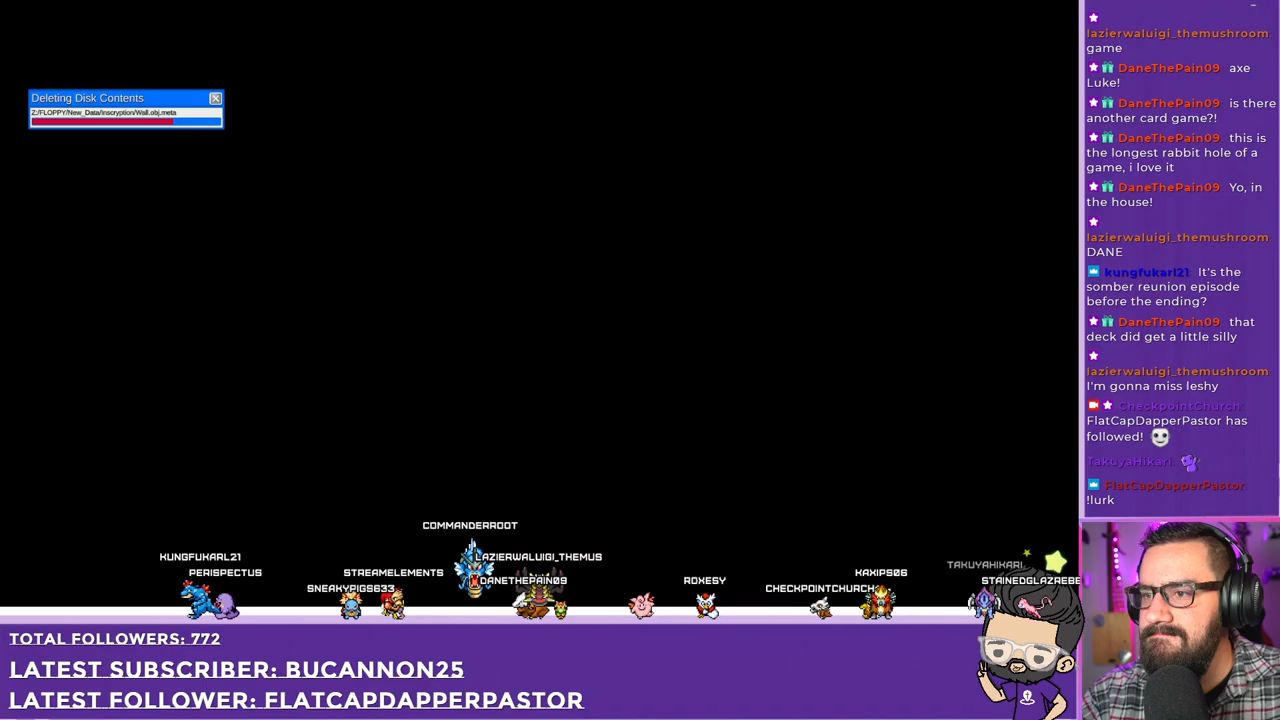 Deleting Disk Contents
Z:/FLOPPY/New_Data/Inscryption/Wall.obj.meta
lazierwaluigi_themushroom
game
DaneThePain09 axe
Luke!
DaneThePain09 is there
another card game?!
DaneThePain09 this is
the longest rabbit hole of a
game, i love it
DaneThePain09 Yo, in
the house!
lazierwaluigi_themushroom
DANE
kungfukarl21 It's the
somber reunion episode
before the ending?
DaneThePain09 that
deck did get a little silly
lazierwaluigi_themushroom
I'm gonna miss leshy
CheckpointChurch
FlatCapDapperPastor has
followed!
TakuyaHikari
FlatCapDapperPastor
!lurk
COMMANDERROOT
KUNGFUKARL21
LAZIERWALUIGI_THEMUS
PERISPECTUS
STREAMELEMENTS
SNEAKYPIGS633
DANETHEPAIN09
ROXESY
KAXIPS06
CHECKPOINTCHURCH
TAKUYAHIKARI
STAINEDGLAZREBE
TOTAL FOLLOWERS: 772
LATEST SUBSCRIBER: BUCANNON25
LATEST FOLLOWER: FLATCAPDAPPERPASTOR